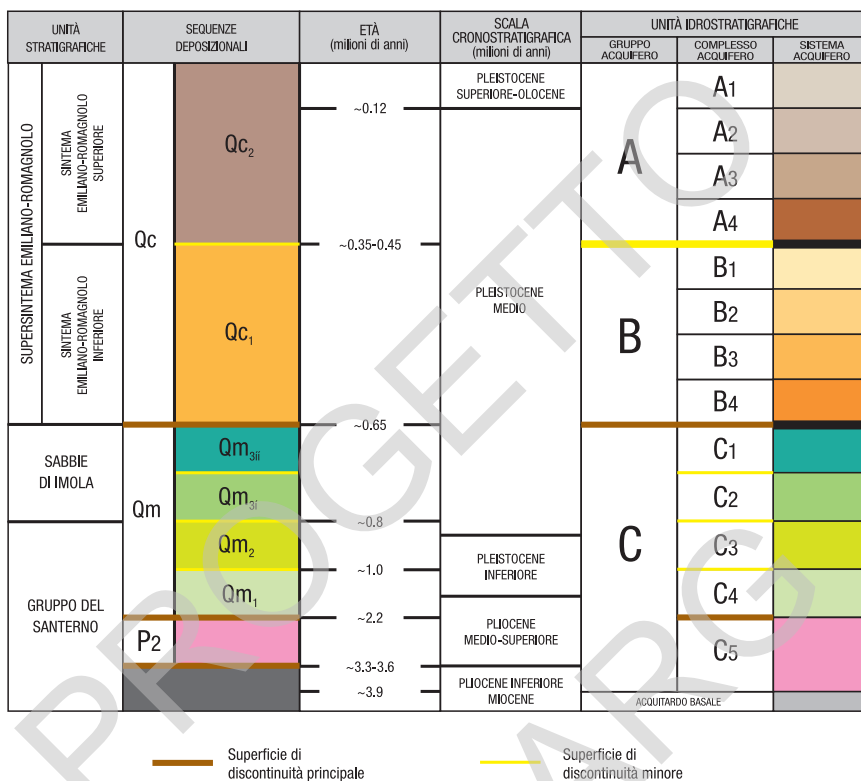 UNITÀ
STRATIGRAFICHE
SEQUENZE
DEPOSIZIONALI
ETÀ
(milioni di anni)
SCALA
CRONOSTRATIGRAFICA
(milioni di anni)
UNITÀ IDROSTRATIGRAFICHE
GRUPPO
ACQUIFERO
COMPLESSO
ACQUIFERO
SISTEMA
ACQUIFERO
SUPERSINTEMA EMILIANO-ROMAGNOLO
SINTEMA
EMILIANO-ROMAGNOLO
SUPERIORE
SINTEMA
EMILIANO-ROMAGNOLO
INFERIORE
SABBIE
DI IMOLA
GRUPPO DEL
SANTERNO
Qc
Qm
P2
Qc2
Qc1
Qm3ii
Qm3i
Qm2
Qm1
~0.12
~0.35-0.45
~0.65
~0.8
~1.0
~2.2
~3.3-3.6
~3.9
PLEISTOCENE
SUPERIORE-OLOCENE
PLEISTOCENE
MEDIO
PLEISTOCENE
INFERIORE
PLIOCENE
MEDIO-SUPERIORE
PLIOCENE INFERIORE
MIOCENE
A
B
C
A1
A2
A3
A4
B1
B2
B3
B4
C1
C2
C3
C4
C5
ACQUITARDO BASALE
Superficie di
discontinuità principale
Superficie di
discontinuità minore
PROGETTO
ARG